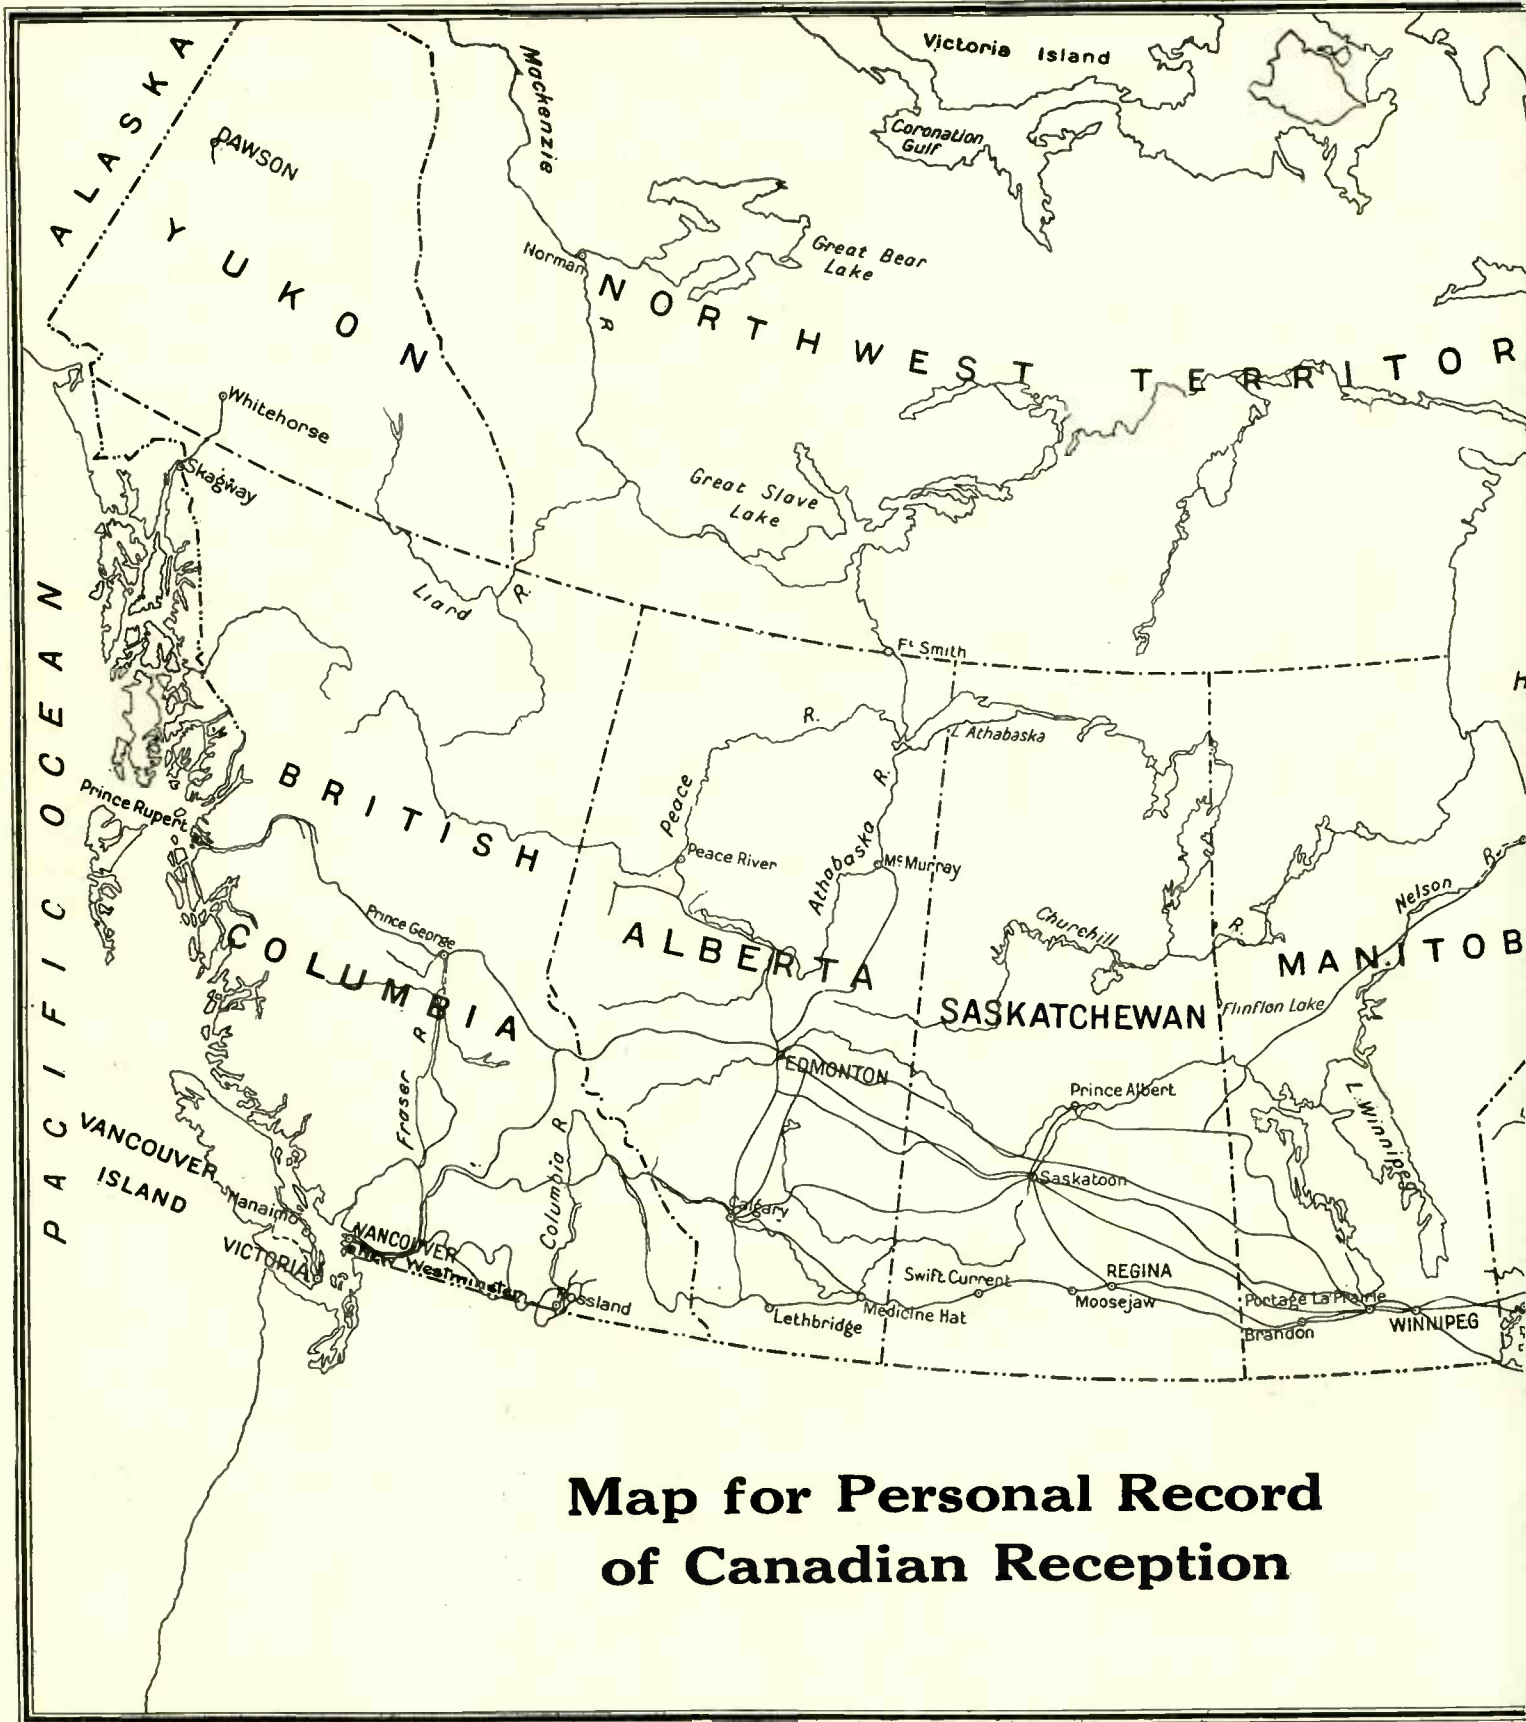 Victoria Island
ALASKA
Mackenzie
R
DAWSON
Coronation
Gulf
YUKON
Norman
Great Bear
Lake
NORTHWEST TERRITOR
Whitehorse
Skagway
Great Slave
Lake
Liard
R.
Ft Smith
H
PACIFIC OCEAN
R.
L Athabaska
R.
Peace
BRITISH
Prince Rupert
Peace River
Athabaska
McMurray
Nelson
R.
Prince George
Churchill
R.
COLUMBIA
ALBERTA
MANITOB
SASKATCHEWAN
Flinflon Lake
R
Fraser
EDMONTON
Prince Albert
L. Winnipeg
VANCOUVER
ISLAND
Columbia
R
Saskatoon
Nanaimo
Calgary
VICTORIA
VANCOUVER
New Westminster
Rossland
Swift Current
REGINA
Moosejaw
Medicine Hat
Lethbridge
Portage La Prairie
Brandon
WINNIPEG
Map for Personal Record
of Canadian Reception